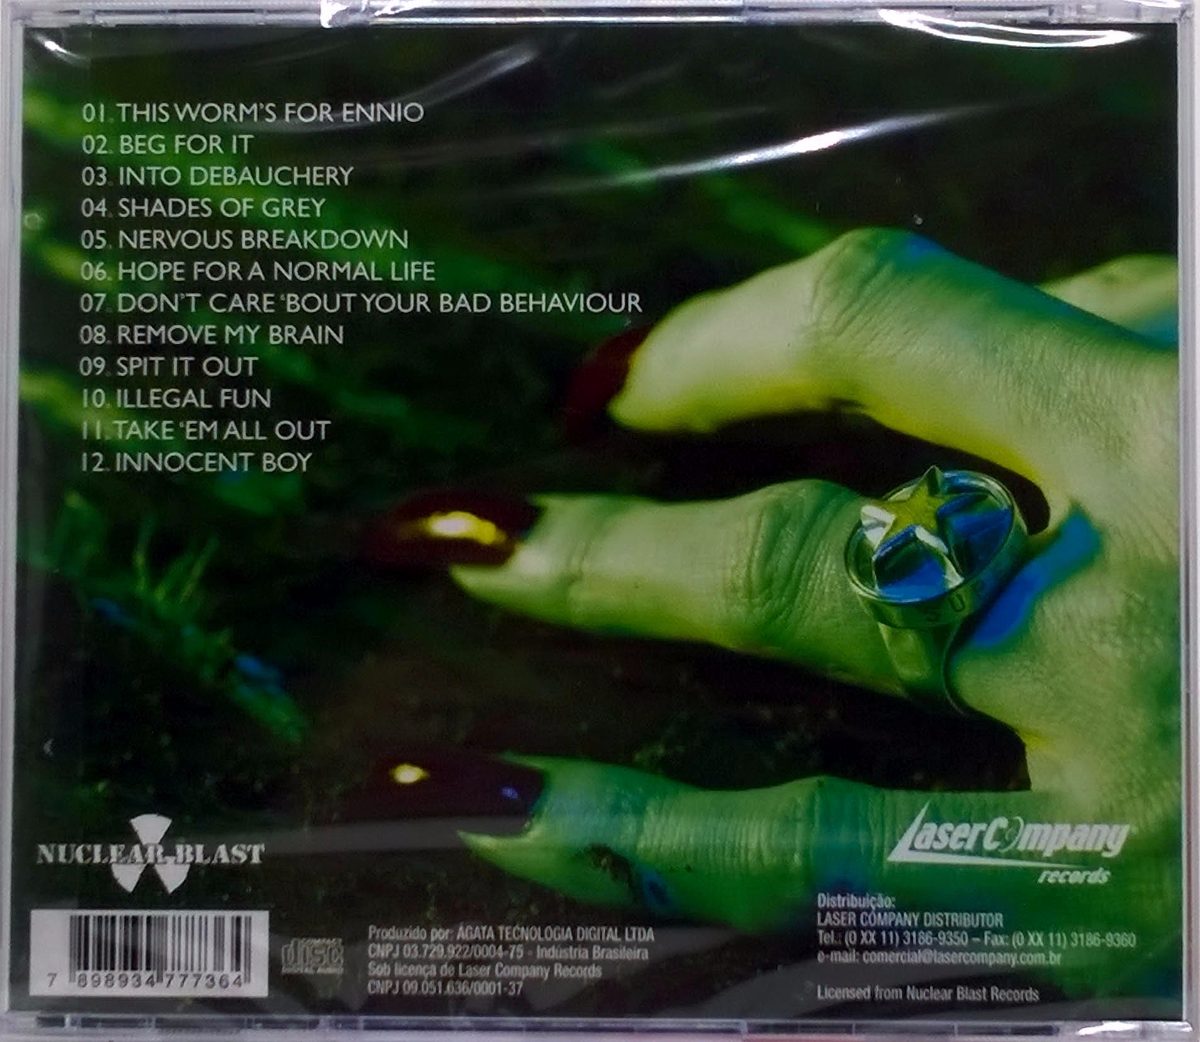 01. THIS WORM'S FOR ENNIO
02. BEG FOR IT
03. INTO DEBAUCHERY
04. SHADES OF GREY
05. NERVOUS BREAKDOWN
06. HOPE FOR A NORMAL LIFE
07. DON'T CARE 'BOUT YOUR BAD BEHAVIOUR
08. REMOVE MY BRAIN
09. SPIT IT OUT
10. ILLEGAL FUN
11. TAKE 'EM ALL OUT
12. INNOCENT BOY
NUCLEAR BLAST
LaserCompany
records
7 898934 777364
COMPACT
disc
DIGITAL AUDIO
Produzido por: ÁGATA TECNOLOGIA DIGITAL LTDA
CNPJ 03.729.922/0004-75 - Indústria Brasileira
Sob licença de Laser Company Records
CNPJ 09.051.636/0001-37
Distribuição:
LASER COMPANY DISTRIBUTOR
Tel.: (0 XX 11) 3186-9350 – Fax: (0 XX 11) 3186-9360
e-mail: comercial@lasercompany.com.br
Licensed from Nuclear Blast Records